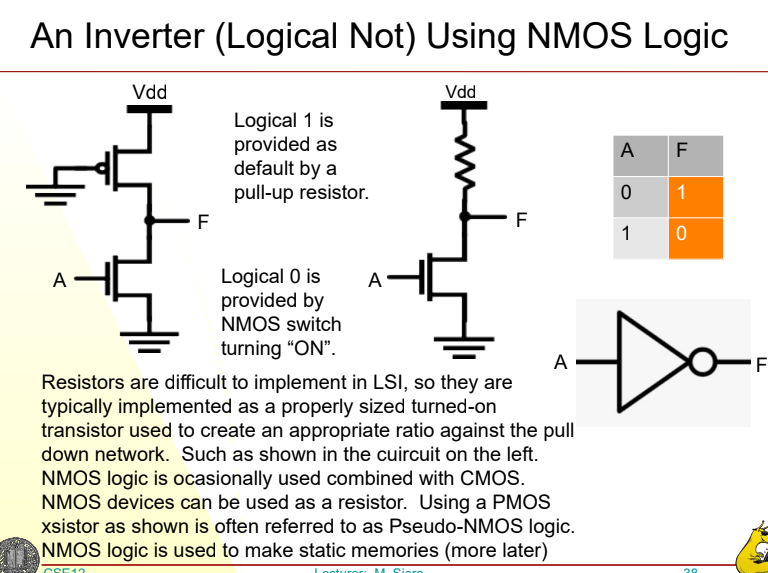 An Inverter (Logical Not) Using NMOS Logic
Vdd
Logical 1 is
provided as
default by a
pull-up resistor.
F
A
Logical 0 is
provided by
NMOS switch
turning “ON”.
Vdd
F
A
A F
0 1
1 0
A
F
Resistors are difficult to implement in LSI, so they are
typically implemented as a properly sized turned-on
transistor used to create an appropriate ratio against the pull
down network. Such as shown in the cuircuit on the left.
NMOS logic is ocasionally used combined with CMOS.
NMOS devices can be used as a resistor. Using a PMOS
xsistor as shown is often referred to as Pseudo-NMOS logic.
NMOS logic is used to make static memories (more later)
CSE12
Lecturer: M. Siero
38